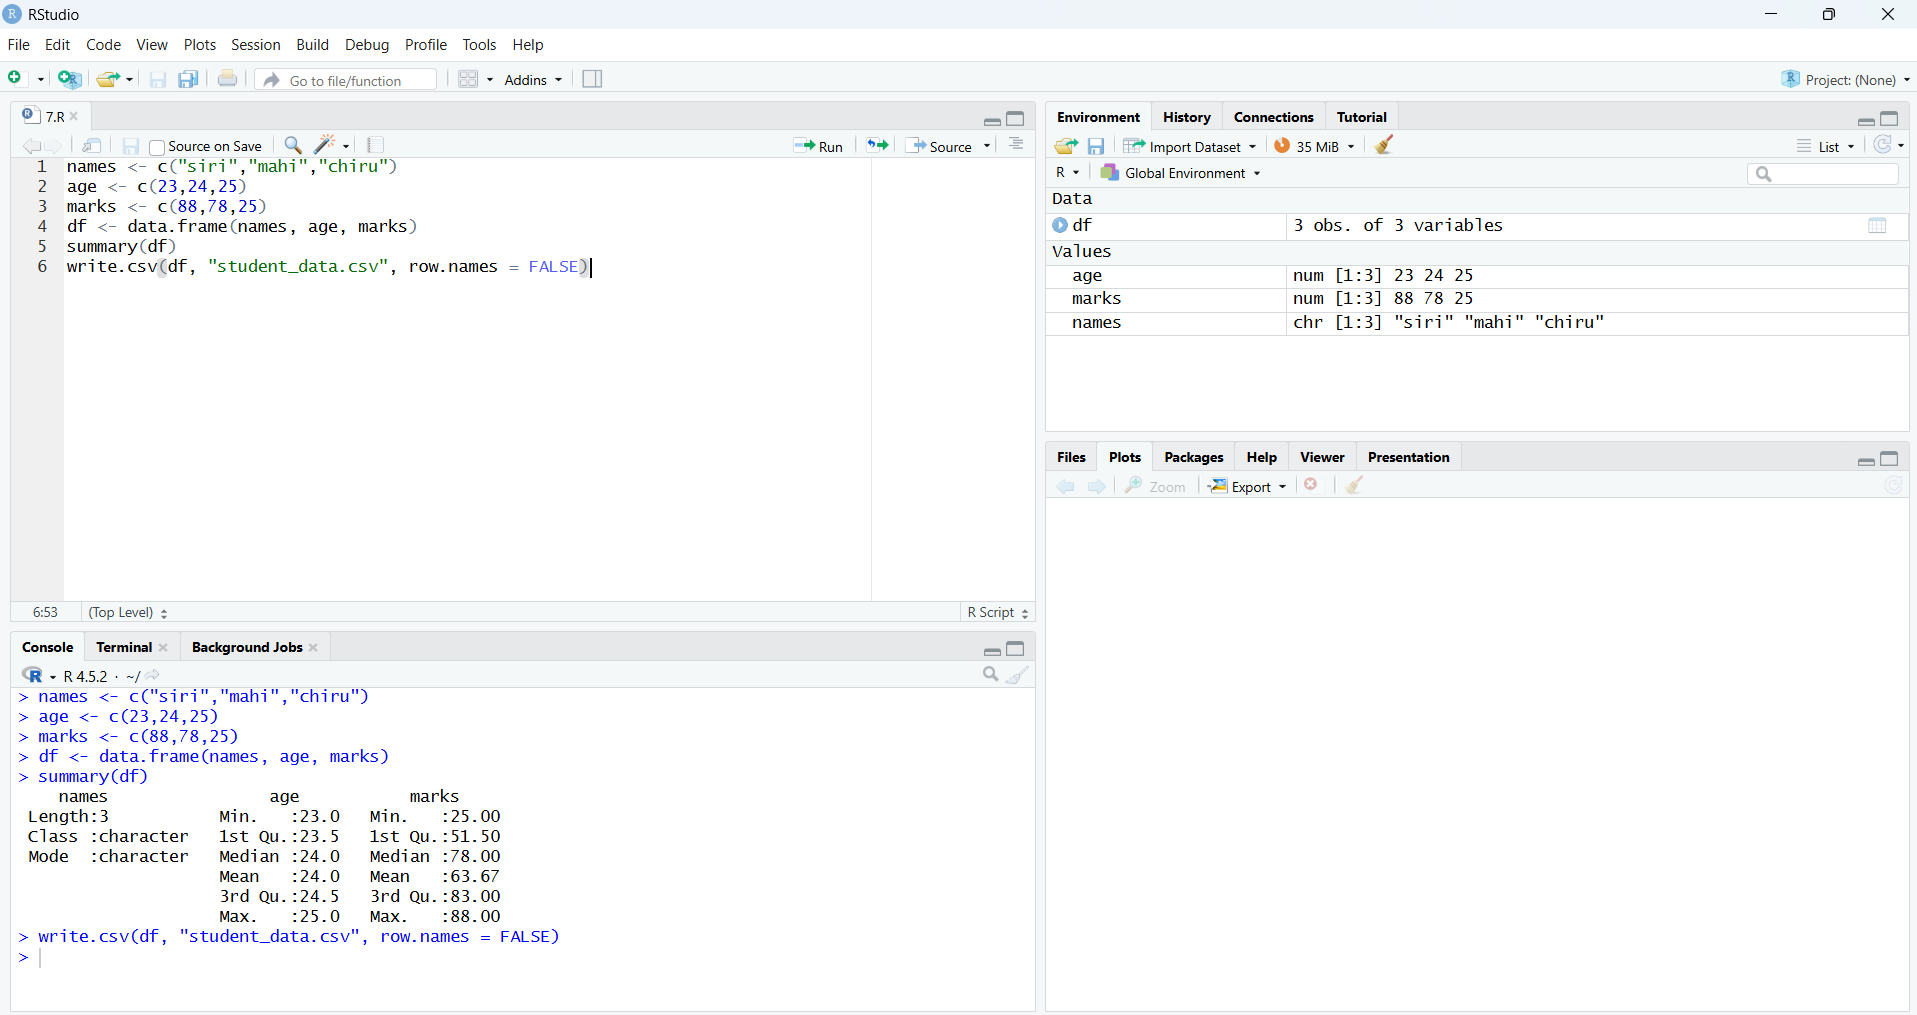 RStudio
File Edit Code View Plots Session Build Debug Profile Tools Help
Go to file/function Addins Project: (None)
7.R
Source on Save Run Source
1 names <- c("siri","mahi","chiru")
2 age <- c(23,24,25)
3 marks <- c(88,78,25)
4 df <- data.frame(names, age, marks)
5 summary(df)
6 write.csv(df, "student_data.csv", row.names = FALSE)
6:53 (Top Level) R Script
Console Terminal Background Jobs
R 4.5.2 · ~/
> names <- c("siri","mahi","chiru")
> age <- c(23,24,25)
> marks <- c(88,78,25)
> df <- data.frame(names, age, marks)
> summary(df)
names age marks
Length:3 Min. :23.0 Min. :25.00
Class :character 1st Qu.:23.5 1st Qu.:51.50
Mode :character Median :24.0 Median :78.00
Mean :24.0 Mean :63.67
3rd Qu.:24.5 3rd Qu.:83.00
Max. :25.0 Max. :88.00
> write.csv(df, "student_data.csv", row.names = FALSE)
>
Environment History Connections Tutorial
Import Dataset 35 MiB List
R Global Environment
Data
df 3 obs. of 3 variables
Values
age num [1:3] 23 24 25
marks num [1:3] 88 78 25
names chr [1:3] "siri" "mahi" "chiru"
Files Plots Packages Help Viewer Presentation
Zoom Export